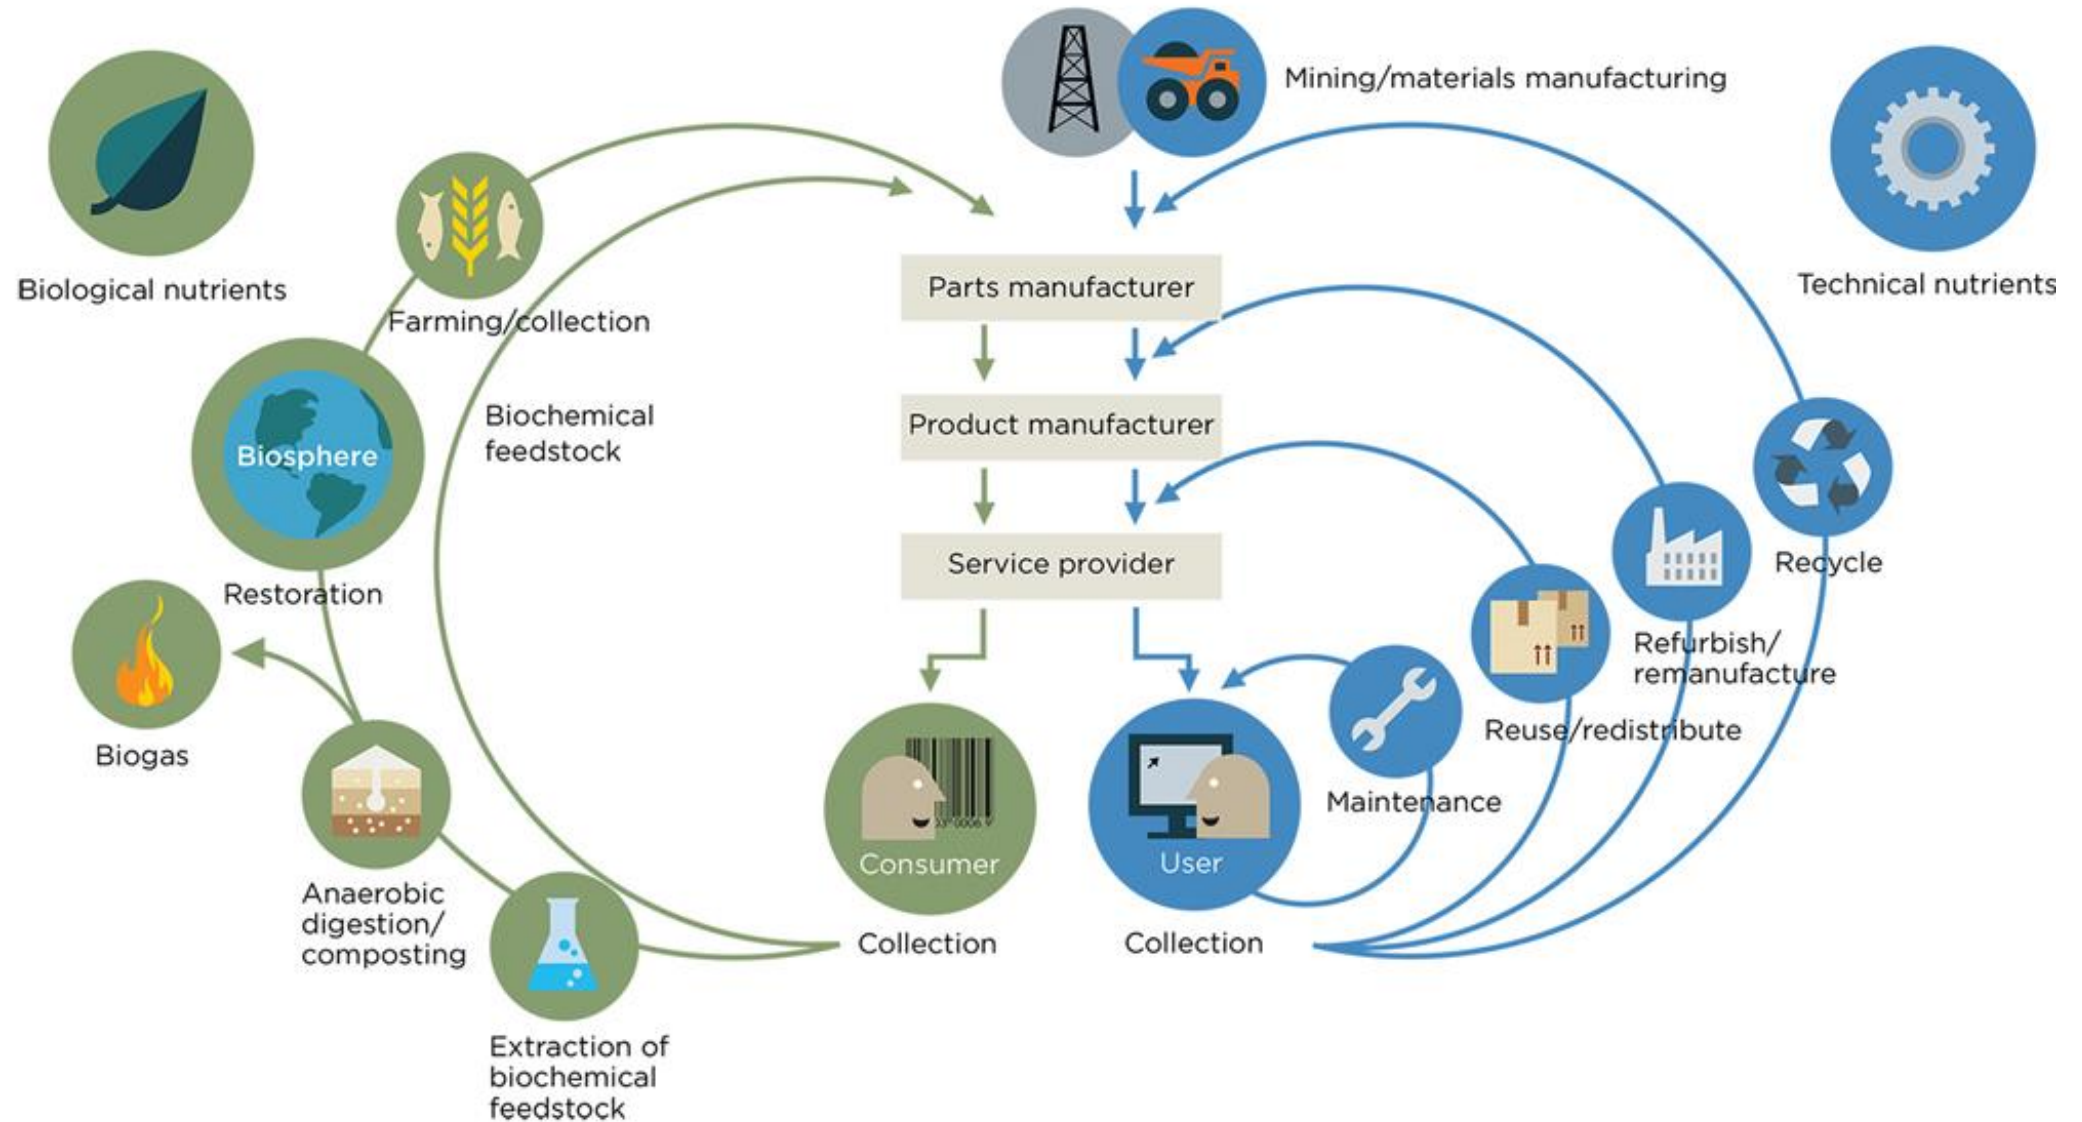 Mining/materials manufacturing
Biological nutrients
Technical nutrients
Farming/collection
Parts manufacturer
Biochemical
feedstock
Product manufacturer
Biosphere
Service provider
Recycle
Restoration
Refurbish/
remanufacture
Reuse/redistribute
Biogas
Maintenance
Consumer
User
Anaerobic
digestion/
composting
Collection
Collection
Extraction of
biochemical
feedstock